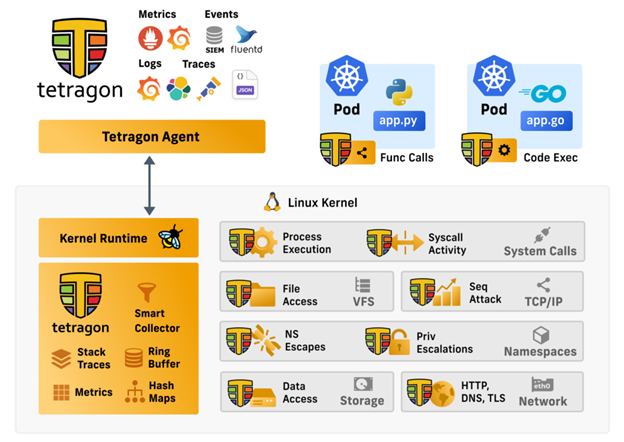 Metrics
Events
SIEM
fluentd
Logs
Traces
{}
JSON
tetragon
Tetragon Agent
Pod
app.py
Func Calls
Pod
GO
app.go
Code Exec
Linux Kernel
Kernel Runtime
tetragon
Smart
Collector
Stack
Traces
Ring
Buffer
Metrics
Hash
Maps
Process
Execution
Syscall
Activity
System Calls
File
Access
VFS
Seq
Attack
TCP/IP
NS
Escapes
Priv
Escalations
Namespaces
Data
Access
Storage
HTTP,
DNS, TLS
eth0
Network